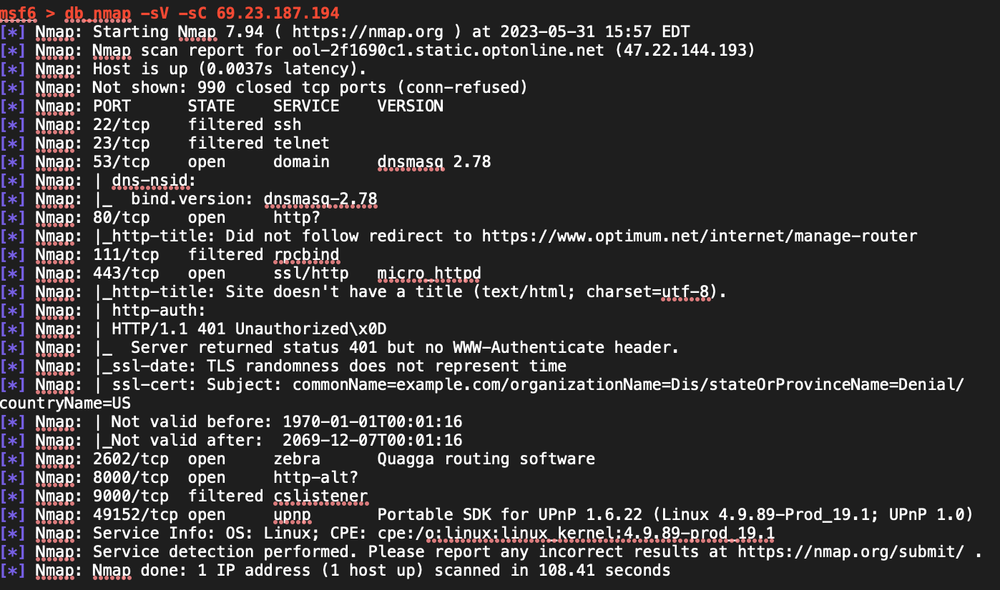 msf6 > db_nmap -sV -sC 69.23.187.194
[*] Nmap: Starting Nmap 7.94 ( https://nmap.org ) at 2023-05-31 15:57 EDT
[*] Nmap: Nmap scan report for ool-2f1690c1.static.optonline.net (47.22.144.193)
[*] Nmap: Host is up (0.0037s latency).
[*] Nmap: Not shown: 990 closed tcp ports (conn-refused)
[*] Nmap: PORT      STATE    SERVICE    VERSION
[*] Nmap: 22/tcp    filtered ssh
[*] Nmap: 23/tcp    filtered telnet
[*] Nmap: 53/tcp    open     domain     dnsmasq 2.78
[*] Nmap: | dns-nsid:
[*] Nmap: |_  bind.version: dnsmasq-2.78
[*] Nmap: 80/tcp    open     http?
[*] Nmap: |_http-title: Did not follow redirect to https://www.optimum.net/internet/manage-router
[*] Nmap: 111/tcp   filtered rpcbind
[*] Nmap: 443/tcp   open     ssl/http   micro_httpd
[*] Nmap: |_http-title: Site doesn't have a title (text/html; charset=utf-8).
[*] Nmap: | http-auth:
[*] Nmap: | HTTP/1.1 401 Unauthorized\x0D
[*] Nmap: |_  Server returned status 401 but no WWW-Authenticate header.
[*] Nmap: |_ssl-date: TLS randomness does not represent time
[*] Nmap: | ssl-cert: Subject: commonName=example.com/organizationName=Dis/stateOrProvinceName=Denial/
countryName=US
[*] Nmap: | Not valid before: 1970-01-01T00:01:16
[*] Nmap: |_Not valid after:  2069-12-07T00:01:16
[*] Nmap: 2602/tcp  open     zebra      Quagga routing software
[*] Nmap: 8000/tcp  open     http-alt?
[*] Nmap: 9000/tcp  filtered cslistener
[*] Nmap: 49152/tcp open     upnp       Portable SDK for UPnP 1.6.22 (Linux 4.9.89-Prod_19.1; UPnP 1.0)
[*] Nmap: Service Info: OS: Linux; CPE: cpe:/o:linux:linux_kernel:4.9.89-prod_19.1
[*] Nmap: Service detection performed. Please report any incorrect results at https://nmap.org/submit/ .
[*] Nmap: Nmap done: 1 IP address (1 host up) scanned in 108.41 seconds